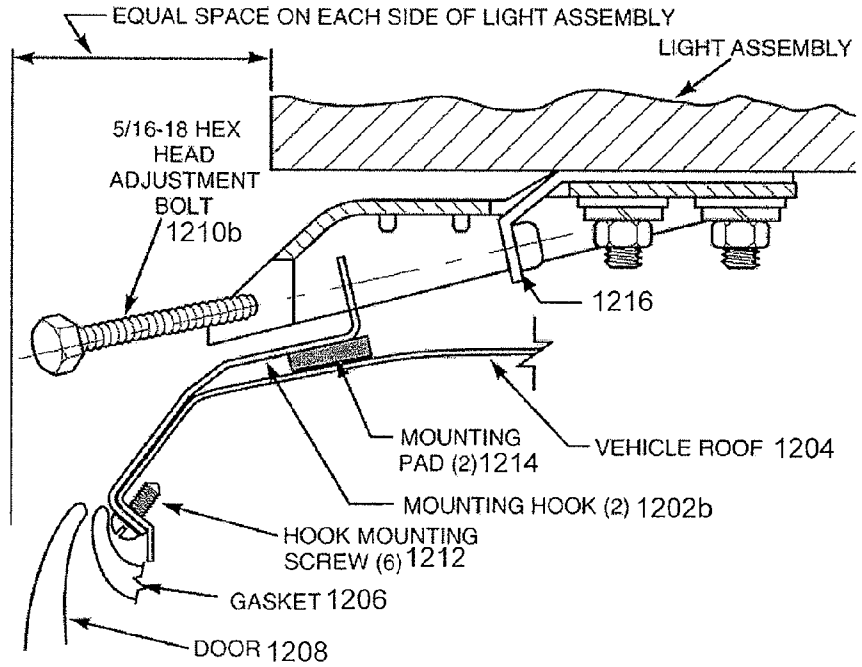 EQUAL SPACE ON EACH SIDE OF LIGHT ASSEMBLY
LIGHT ASSEMBLY
5/16-18 HEX
HEAD
ADJUSTMENT
BOLT
1210b
1216
MOUNTING
PAD (2) 1214
VEHICLE ROOF 1204
MOUNTING HOOK (2) 1202b
HOOK MOUNTING
SCREW (6) 1212
GASKET 1206
DOOR 1208